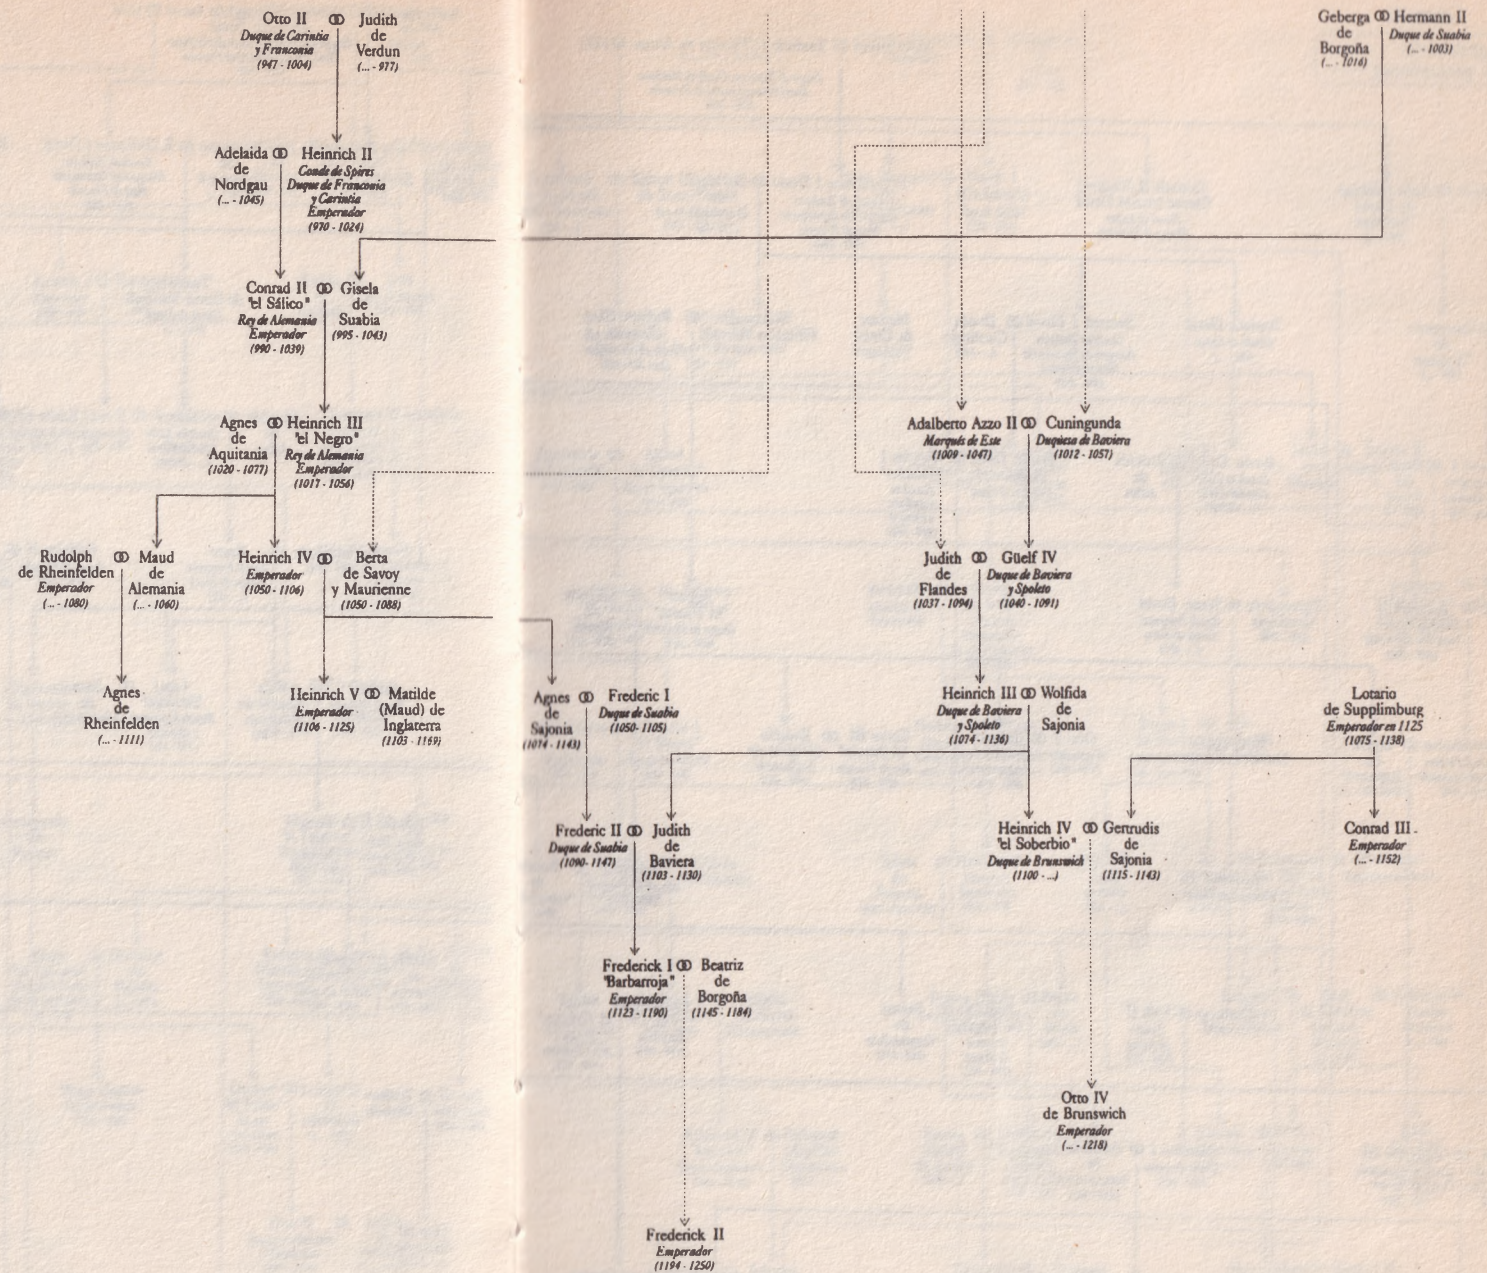 Otto II ⚭ Judith
Duque de Carintia de
y Franconia Verdun
(947 - 1004) (... - 977)
Geberga ⚭ Hermann II
de Duque de Suabia
Borgoña (... - 1003)
(... - 1016)
Adelaida ⚭ Heinrich II
de Conde de Spires
Nordgau Duque de Franconia
(... - 1045) y Carintia
Emperador
(970 - 1024)
Conrad II ⚭ Gisela
"el Sálico" de
Rey de Alemania Suabia
Emperador (995 - 1043)
(990 - 1039)
Agnes ⚭ Heinrich III
de "el Negro"
Aquitania Rey de Alemania
(1020 - 1077) Emperador
(1017 - 1056)
Adalberto Azzo II ⚭ Cuningunda
Marqués de Este Duquesa de Baviera
(1009 - 1047) (1012 - 1057)
Rudolph ⚭ Maud
de Rheinfelden de
Emperador Alemania
(... - 1080) (... - 1060)
Heinrich IV ⚭ Berta
Emperador de Savoy
(1050 - 1106) y Maurienne
(1050 - 1088)
Judith ⚭ Güelf IV
de Duque de Baviera
Flandes y Spoleto
(1037 - 1094) (1040 - 1091)
Agnes
de
Rheinfelden
(... - 1111)
Heinrich V ⚭ Matilde
Emperador (Maud) de
(1106 - 1125) Inglaterra
(1103 - 1169)
Agnes ⚭ Frederic I
de Duque de Suabia
Sajonia (1050- 1105)
(1074 - 1143)
Heinrich III ⚭ Wolfida
Duque de Baviera de
y Spoleto Sajonia
(1074 - 1136)
Lotario
de Supplimburg
Emperador en 1125
(1075 - 1138)
Frederic II ⚭ Judith
Duque de Suabia de
(1090- 1147) Baviera
(1103 - 1130)
Heinrich IV ⚭ Gertrudis
"el Soberbio" de
Duque de Brunswich Sajonia
(1100 - ...) (1115 - 1143)
Conrad III
Emperador
(... - 1152)
Frederick I ⚭ Beatriz
"Barbarroja" de
Emperador Borgoña
(1123 - 1190) (1145 - 1184)
Otto IV
de Brunswich
Emperador
(... - 1218)
Frederick II
Emperador
(1194 - 1250)